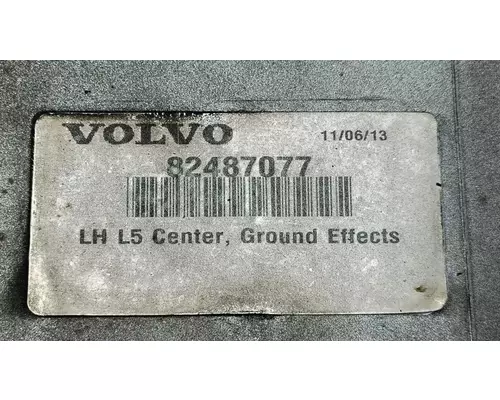 VOLVO 11/06/13
82487077
LH L5 Center, Ground Effects